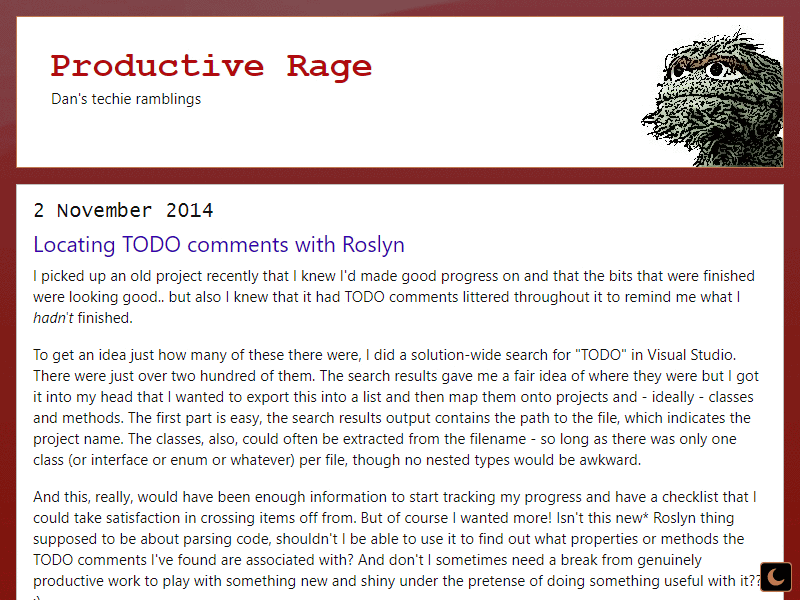 Productive Rage
Dan's techie ramblings
2 November 2014
Locating TODO comments with Roslyn
I picked up an old project recently that I knew I'd made good progress on and that the bits that were finished
were looking good.. but also I knew that it had TODO comments littered throughout it to remind me what I
hadn't finished.
To get an idea just how many of these there were, I did a solution-wide search for "TODO" in Visual Studio.
There were just over two hundred of them. The search results gave me a fair idea of where they were but I got
it into my head that I wanted to export this into a list and then map them onto projects and - ideally - classes
and methods. The first part is easy, the search results output contains the path to the file, which indicates the
project name. The classes, also, could often be extracted from the filename - so long as there was only one
class (or interface or enum or whatever) per file, though no nested types would be awkward.
And this, really, would have been enough information to start tracking my progress and have a checklist that I
could take satisfaction in crossing items off from. But of course I wanted more! Isn't this new* Roslyn thing
supposed to be about parsing code, shouldn't I be able to use it to find out what properties or methods the
TODO comments I've found are associated with? And don't I sometimes need a break from genuinely
productive work to play with something new and shiny under the pretense of doing something useful with it??